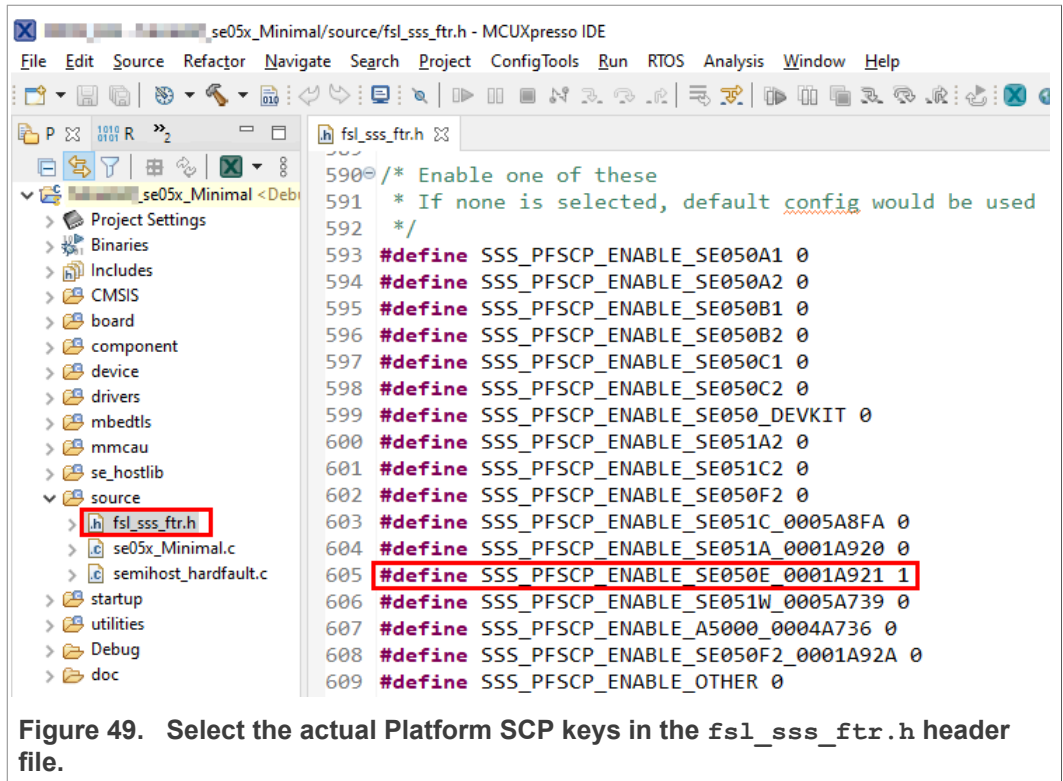 _se05x_Minimal/source/fsl_sss_ftr.h - MCUXpresso IDE
File Edit Source Refactor Navigate Search Project ConfigTools Run RTOS Analysis Window Help
P R »2
fsl_sss_ftr.h
_se05x_Minimal <Deb
Project Settings
Binaries
Includes
CMSIS
board
component
device
drivers
mbedtls
mmcau
se_hostlib
source
fsl_sss_ftr.h
se05x_Minimal.c
semihost_hardfault.c
startup
utilities
Debug
doc
590 /* Enable one of these
591 * If none is selected, default config would be used
592 */
593 #define SSS_PFSCP_ENABLE_SE050A1 0
594 #define SSS_PFSCP_ENABLE_SE050A2 0
595 #define SSS_PFSCP_ENABLE_SE050B1 0
596 #define SSS_PFSCP_ENABLE_SE050B2 0
597 #define SSS_PFSCP_ENABLE_SE050C1 0
598 #define SSS_PFSCP_ENABLE_SE050C2 0
599 #define SSS_PFSCP_ENABLE_SE050_DEVKIT 0
600 #define SSS_PFSCP_ENABLE_SE051A2 0
601 #define SSS_PFSCP_ENABLE_SE051C2 0
602 #define SSS_PFSCP_ENABLE_SE050F2 0
603 #define SSS_PFSCP_ENABLE_SE051C_0005A8FA 0
604 #define SSS_PFSCP_ENABLE_SE051A_0001A920 0
605 #define SSS_PFSCP_ENABLE_SE050E_0001A921 1
606 #define SSS_PFSCP_ENABLE_SE051W_0005A739 0
607 #define SSS_PFSCP_ENABLE_A5000_0004A736 0
608 #define SSS_PFSCP_ENABLE_SE050F2_0001A92A 0
609 #define SSS_PFSCP_ENABLE_OTHER 0
Figure 49. Select the actual Platform SCP keys in the fsl_sss_ftr.h header
file.